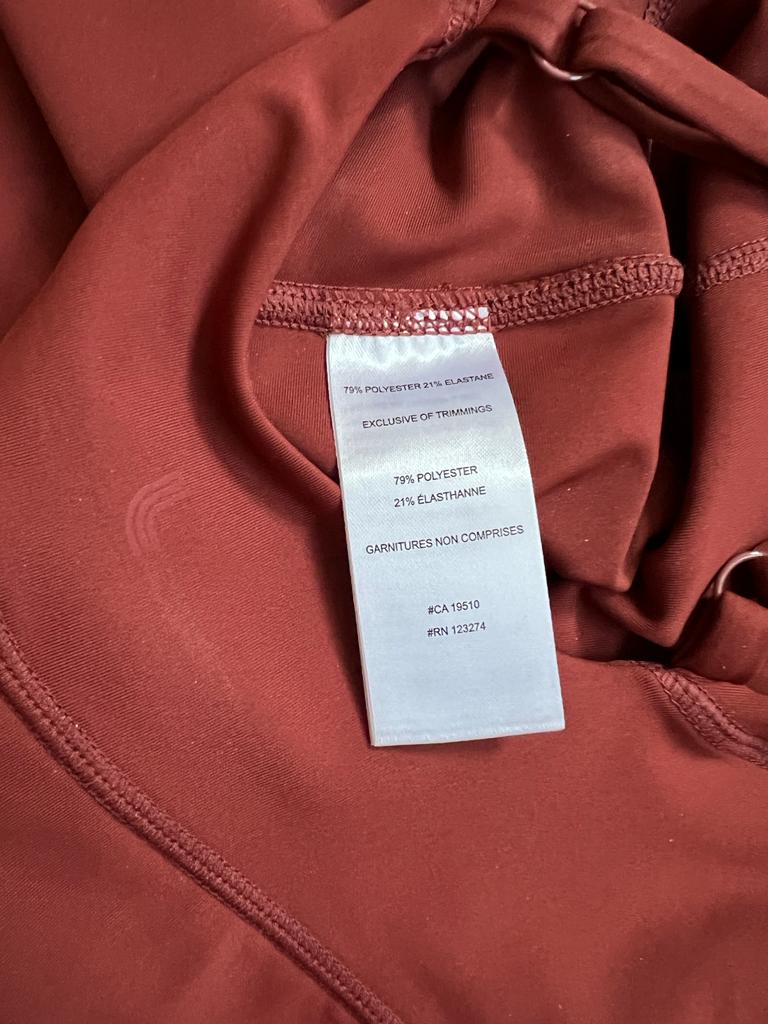 79% POLYESTER 21% ELASTANE
EXCLUSIVE OF TRIMMINGS
79% POLYESTER
21% ÉLASTHANNE
GARNITURES NON COMPRISES
#CA 19510
#RN 123274